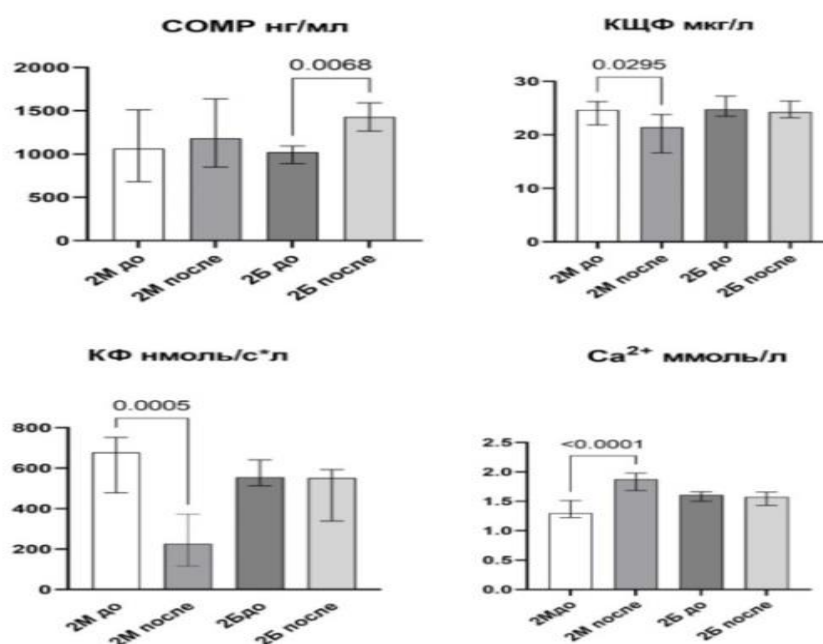 COMP нг/мл
0.0068
2000
1500
1000
500
0
2М до
2М после
2Б до
2Б после
КЩФ мкг/л
0.0295
30
20
10
0
2М до
2М после
2Б до
2Б после
КФ нмоль/с*л
0.0005
800
600
400
200
0
2М до
2М после
2Бдо
2Б после
Ca²⁺ ммоль/л
<0.0001
2.5
2.0
1.5
1.0
0.5
0.0
2Мдо
2М после
2Б до
2Б после